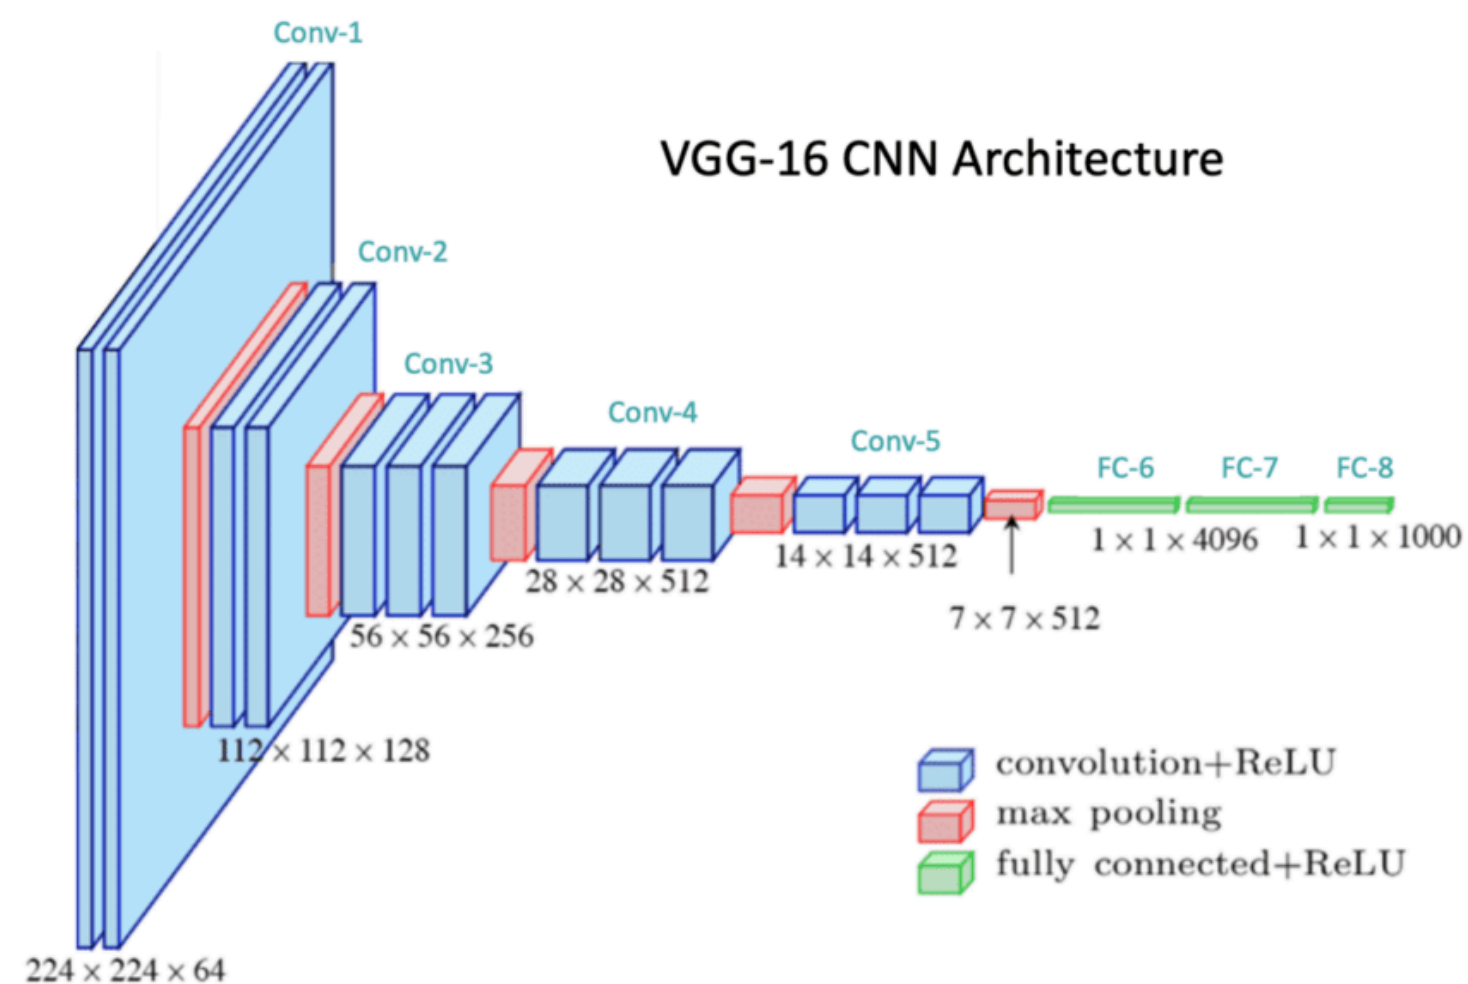 Conv-1
VGG-16 CNN Architecture
Conv-2
Conv-3
Conv-4
Conv-5
FC-6
FC-7
FC-8
1 × 1 × 4096
1 × 1 × 1000
14 × 14 × 512
28 × 28 × 512
7 × 7 × 512
56 × 56 × 256
112 × 112 × 128
224 × 224 × 64
convolution+ReLU
max pooling
fully connected+ReLU